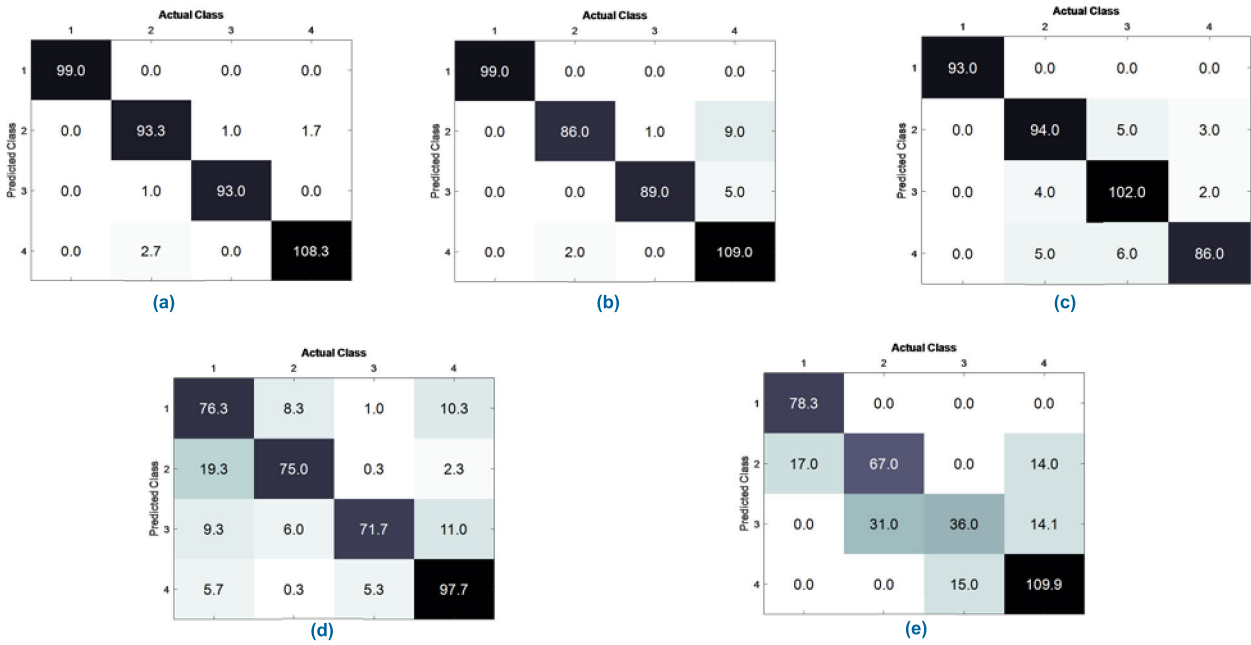 Actual Class
1 2 3 4
Predicted Class
1 99.0 0.0 0.0 0.0
2 0.0 93.3 1.0 1.7
3 0.0 1.0 93.0 0.0
4 0.0 2.7 0.0 108.3
(a)
Actual Class
1 2 3 4
Predicted Class
1 99.0 0.0 0.0 0.0
2 0.0 86.0 1.0 9.0
3 0.0 0.0 89.0 5.0
4 0.0 2.0 0.0 109.0
(b)
Actual Class
1 2 3 4
Predicted Class
1 93.0 0.0 0.0 0.0
2 0.0 94.0 5.0 3.0
3 0.0 4.0 102.0 2.0
4 0.0 5.0 6.0 86.0
(c)
Actual Class
1 2 3 4
Predicted Class
1 76.3 8.3 1.0 10.3
2 19.3 75.0 0.3 2.3
3 9.3 6.0 71.7 11.0
4 5.7 0.3 5.3 97.7
(d)
Actual Class
1 2 3 4
Predicted Class
1 78.3 0.0 0.0 0.0
2 17.0 67.0 0.0 14.0
3 0.0 31.0 36.0 14.1
4 0.0 0.0 15.0 109.9
(e)